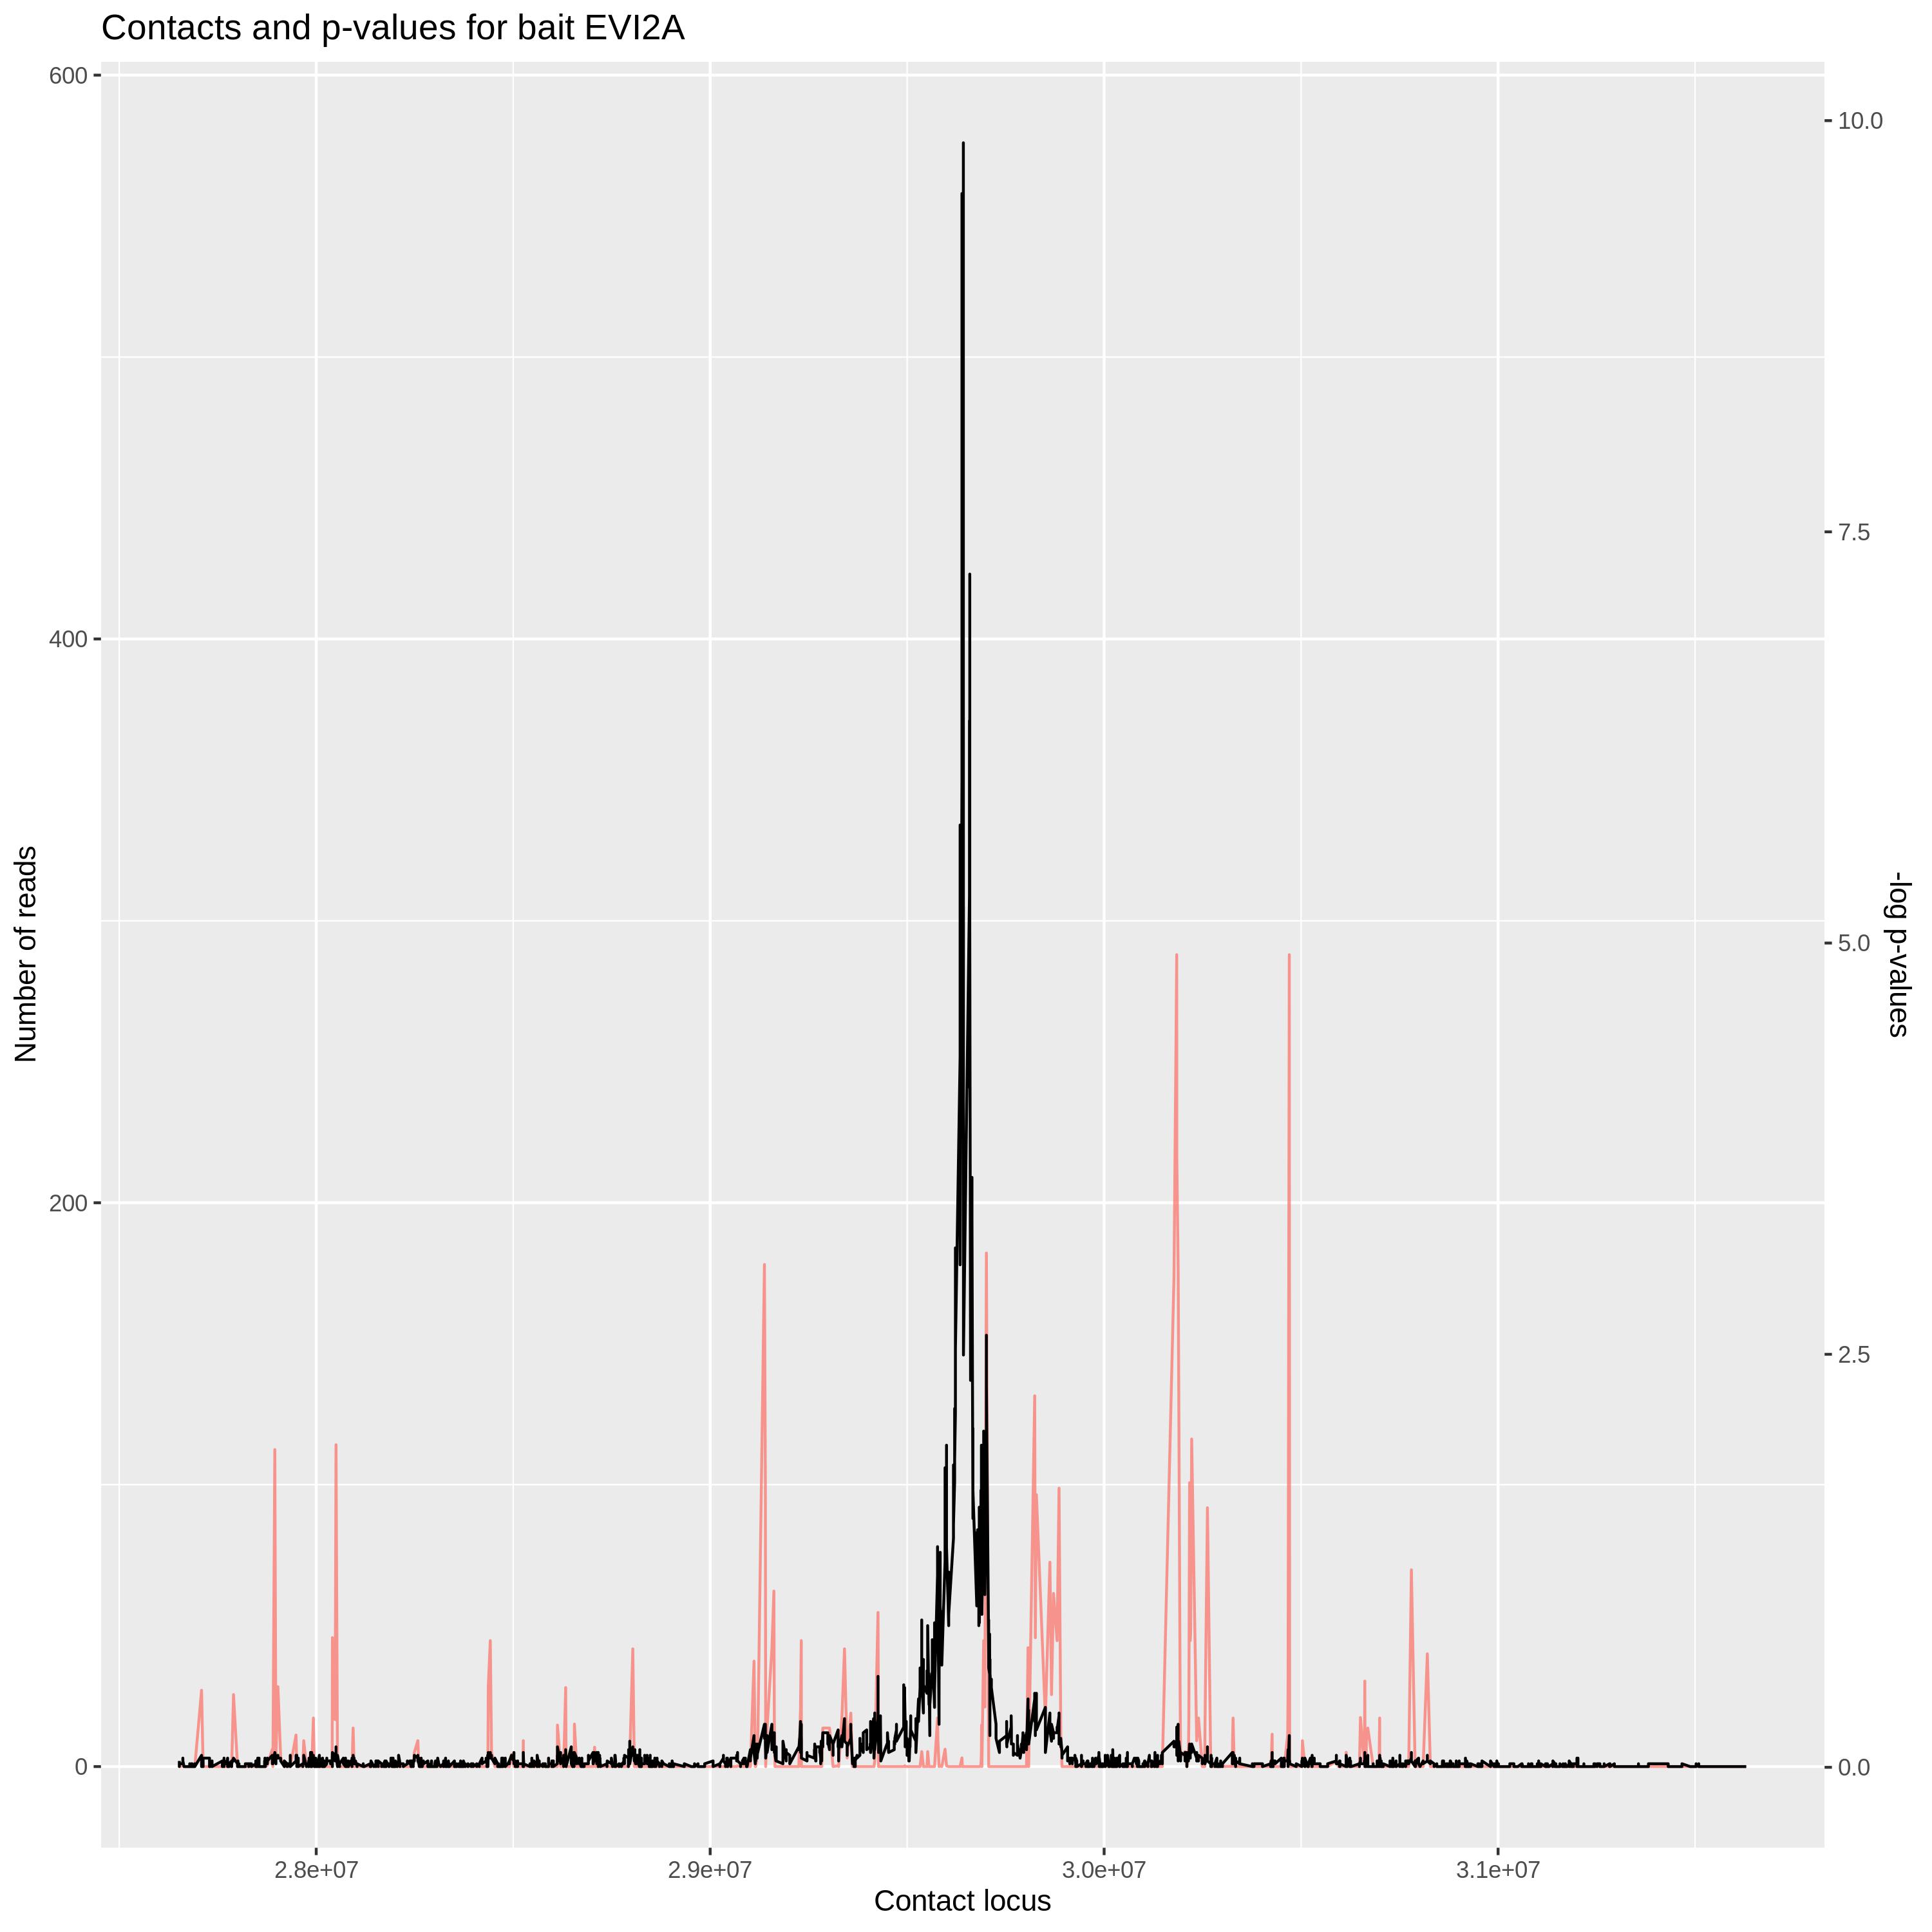 Contacts and p-values for bait EVI2A
600
400
200
0
Number of reads
10.0
7.5
5.0
2.5
0.0
-log p-values
2.8e+07
2.9e+07
3.0e+07
3.1e+07
Contact locus